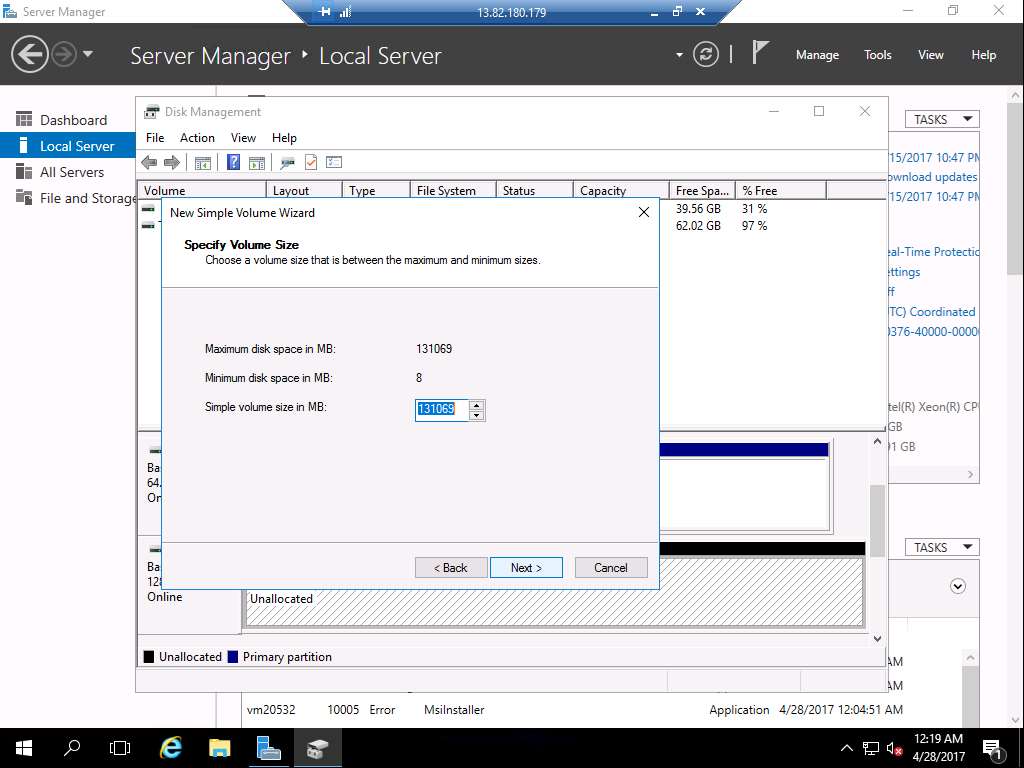 Server Manager
13.82.180.179
Server Manager ‣ Local Server
Manage Tools View Help
Dashboard
Local Server
All Servers
File and Storage
Disk Management
File Action View Help
Volume Layout Type File System Status Capacity Free Spa... % Free
39.56 GB 31 %
62.02 GB 97 %
New Simple Volume Wizard
Specify Volume Size
Choose a volume size that is between the maximum and minimum sizes.
Maximum disk space in MB: 131069
Minimum disk space in MB: 8
Simple volume size in MB: 131069
< Back Next > Cancel
Ba
64.
On
Ba
128
Online
Unallocated
Unallocated Primary partition
TASKS
15/2017 10:47 PM
ownload updates
15/2017 10:47 PM
eal-Time Protectio
ettings
ff
TC) Coordinated
0376-40000-0000
tel(R) Xeon(R) CP
GB
91 GB
TASKS
AM
AM
vm20532 10005 Error MsiInstaller Application 4/28/2017 12:04:51 AM
12:19 AM
4/28/2017
1